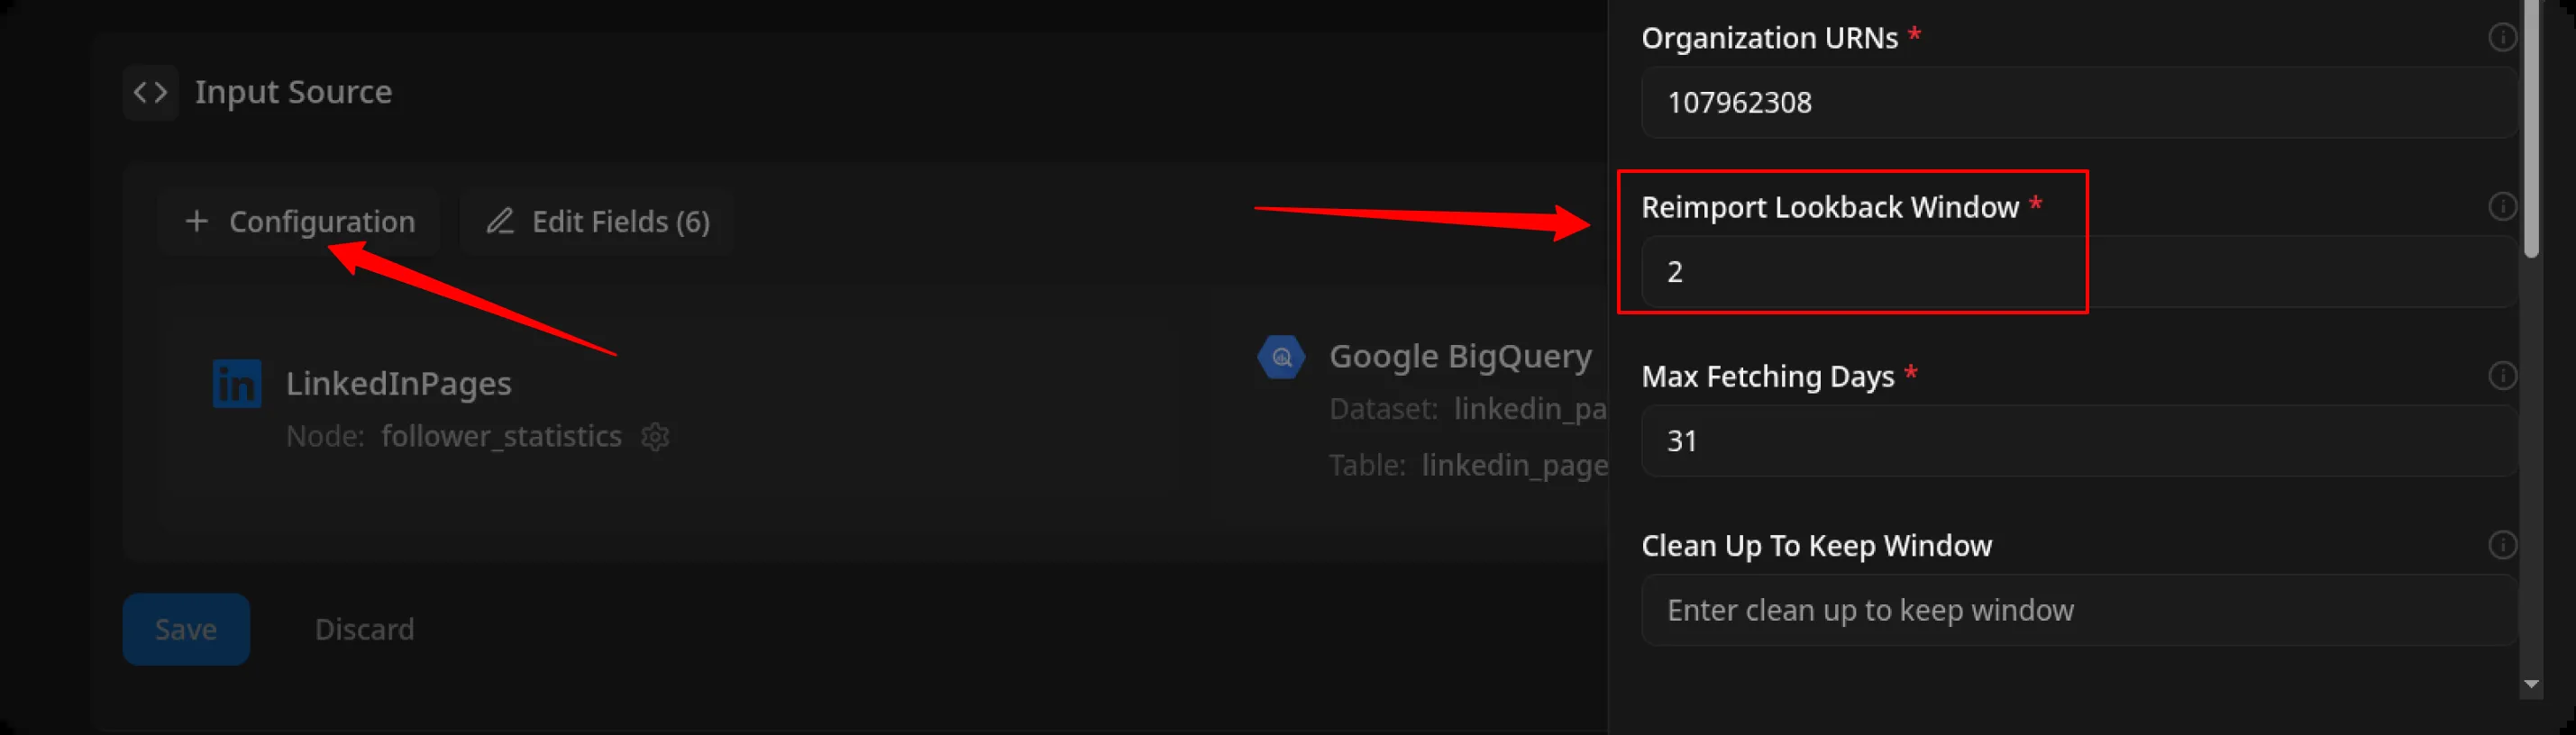 Input Source
Configuration
Edit Fields (6)
LinkedInPages
Node: follower_statistics
Google BigQuery
Dataset: linkedin_pa
Table: linkedin_page
Save
Discard
Organization URNs *
107962308
Reimport Lookback Window *
2
Max Fetching Days *
31
Clean Up To Keep Window
Enter clean up to keep window